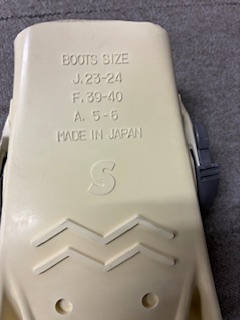 BOOTS SIZE
J. 23-24
F. 39-40
A. 5-6
MADE IN JAPAN
S